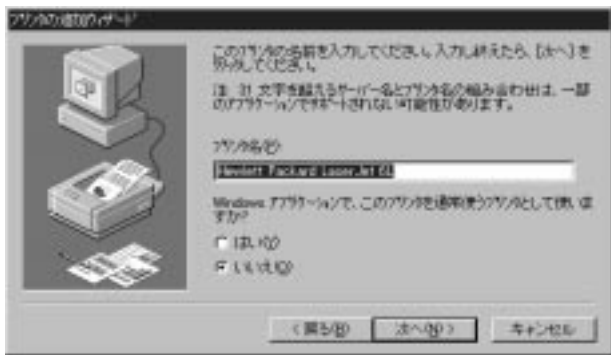 プリンタの追加ウィザード
このプリンタの名前を入力してください。入力し終えたら、[次へ] を
クリックしてください。
注: 31 文字を超えるサーバー名とプリンタ名の組み合わせは、一部
のアプリケーションでサポートされない可能性があります。
プリンタ名(P):
Hewlett Packard LaserJet 6L
Windows アプリケーションで、このプリンタを通常使うプリンタとして使いま
すか?
はい(Y)
いいえ(O)
< 戻る(B)
次へ(N) >
キャンセル